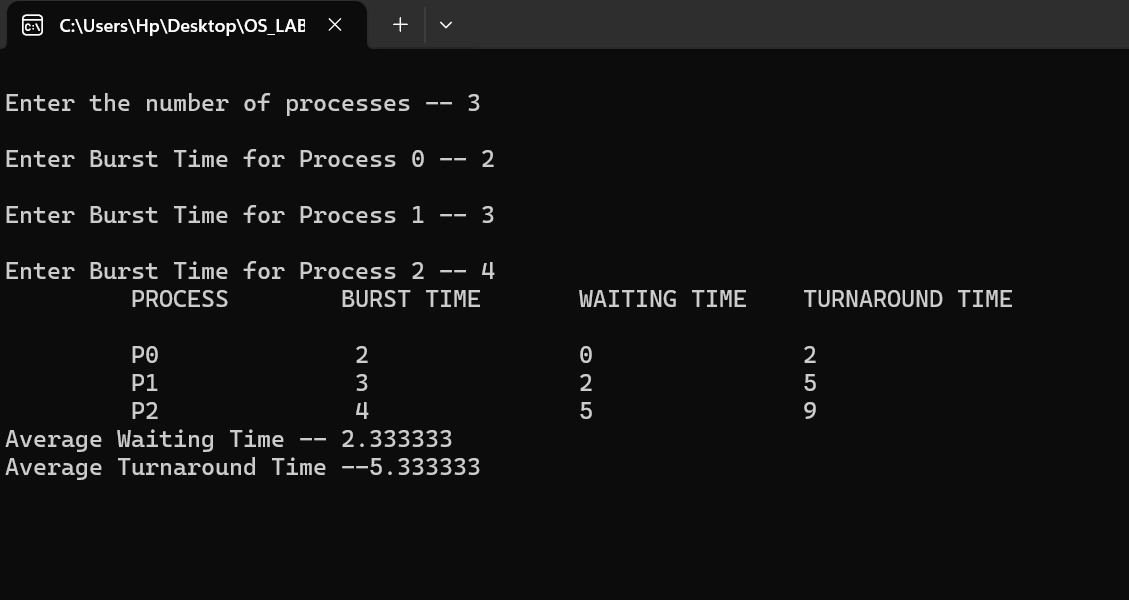 C:\Users\Hp\Desktop\OS_LAB
Enter the number of processes -- 3
Enter Burst Time for Process 0 -- 2
Enter Burst Time for Process 1 -- 3
Enter Burst Time for Process 2 -- 4
PROCESS BURST TIME WAITING TIME TURNAROUND TIME
P0 2 0 2
P1 3 2 5
P2 4 5 9
Average Waiting Time -- 2.333333
Average Turnaround Time --5.333333